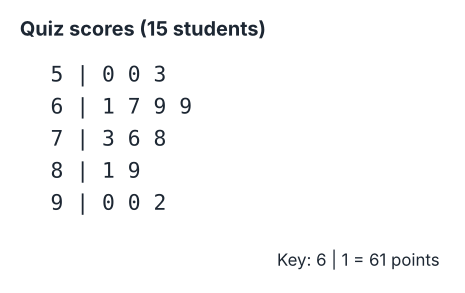 Quiz scores (15 students)
5 | 0 0 3
6 | 1 7 9 9
7 | 3 6 8
8 | 1 9
9 | 0 0 2
Key: 6 | 1 = 61 points